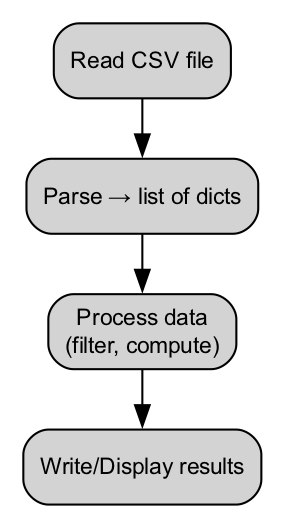 Read CSV file
Parse → list of dicts
Process data
(filter, compute)
Write/Display results